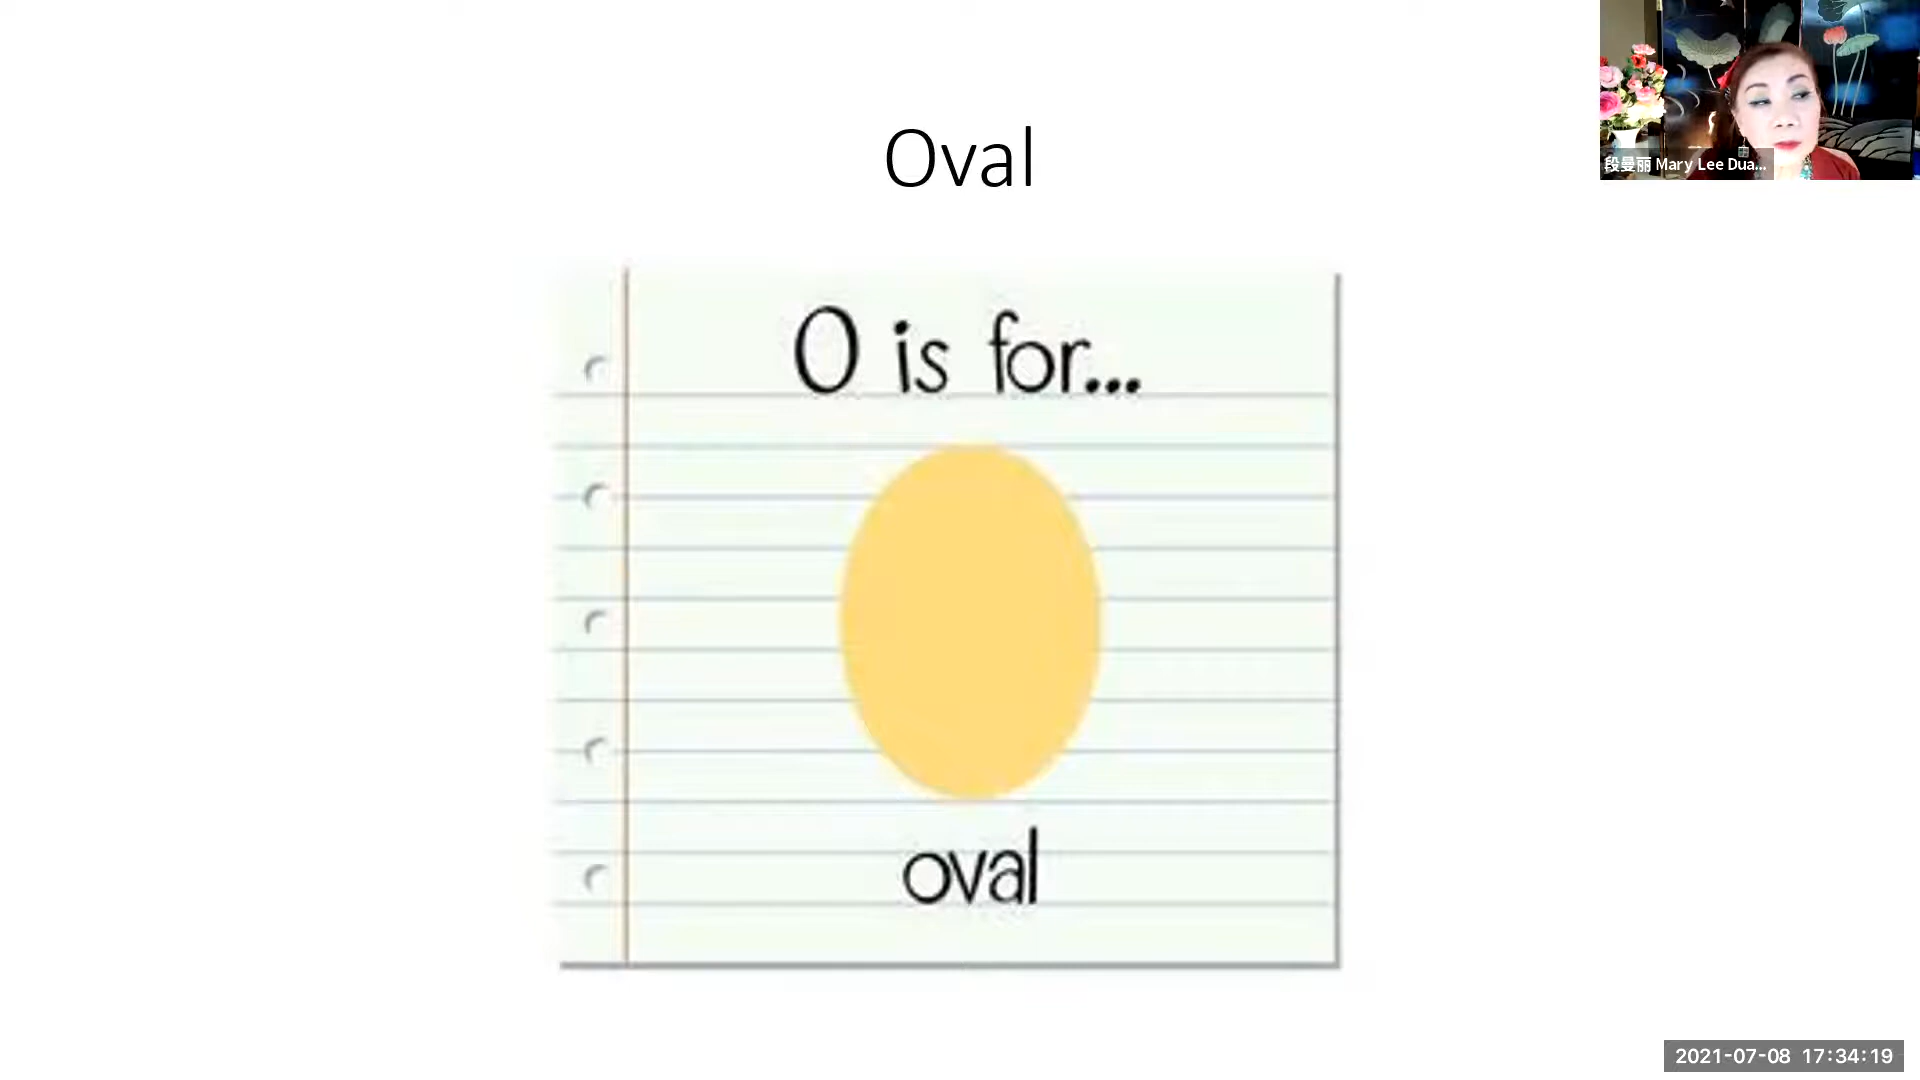 Oval
段曼丽 Mary Lee Dua...
O is for...
oval
2021-07-08 17:34:19